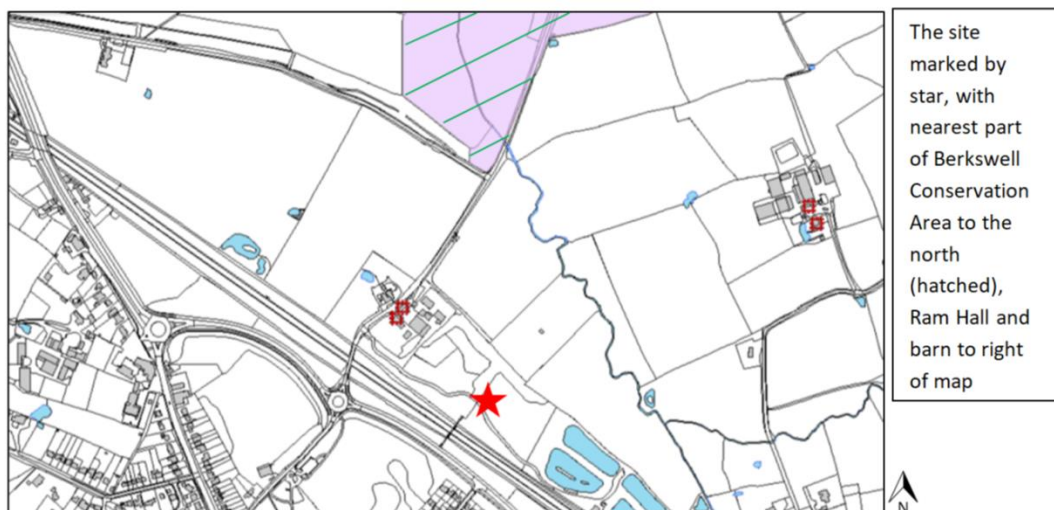 The site
marked by
star, with
nearest part
of Berkswell
Conservation
Area to the
north
(hatched),
Ram Hall and
barn to right
of map
N